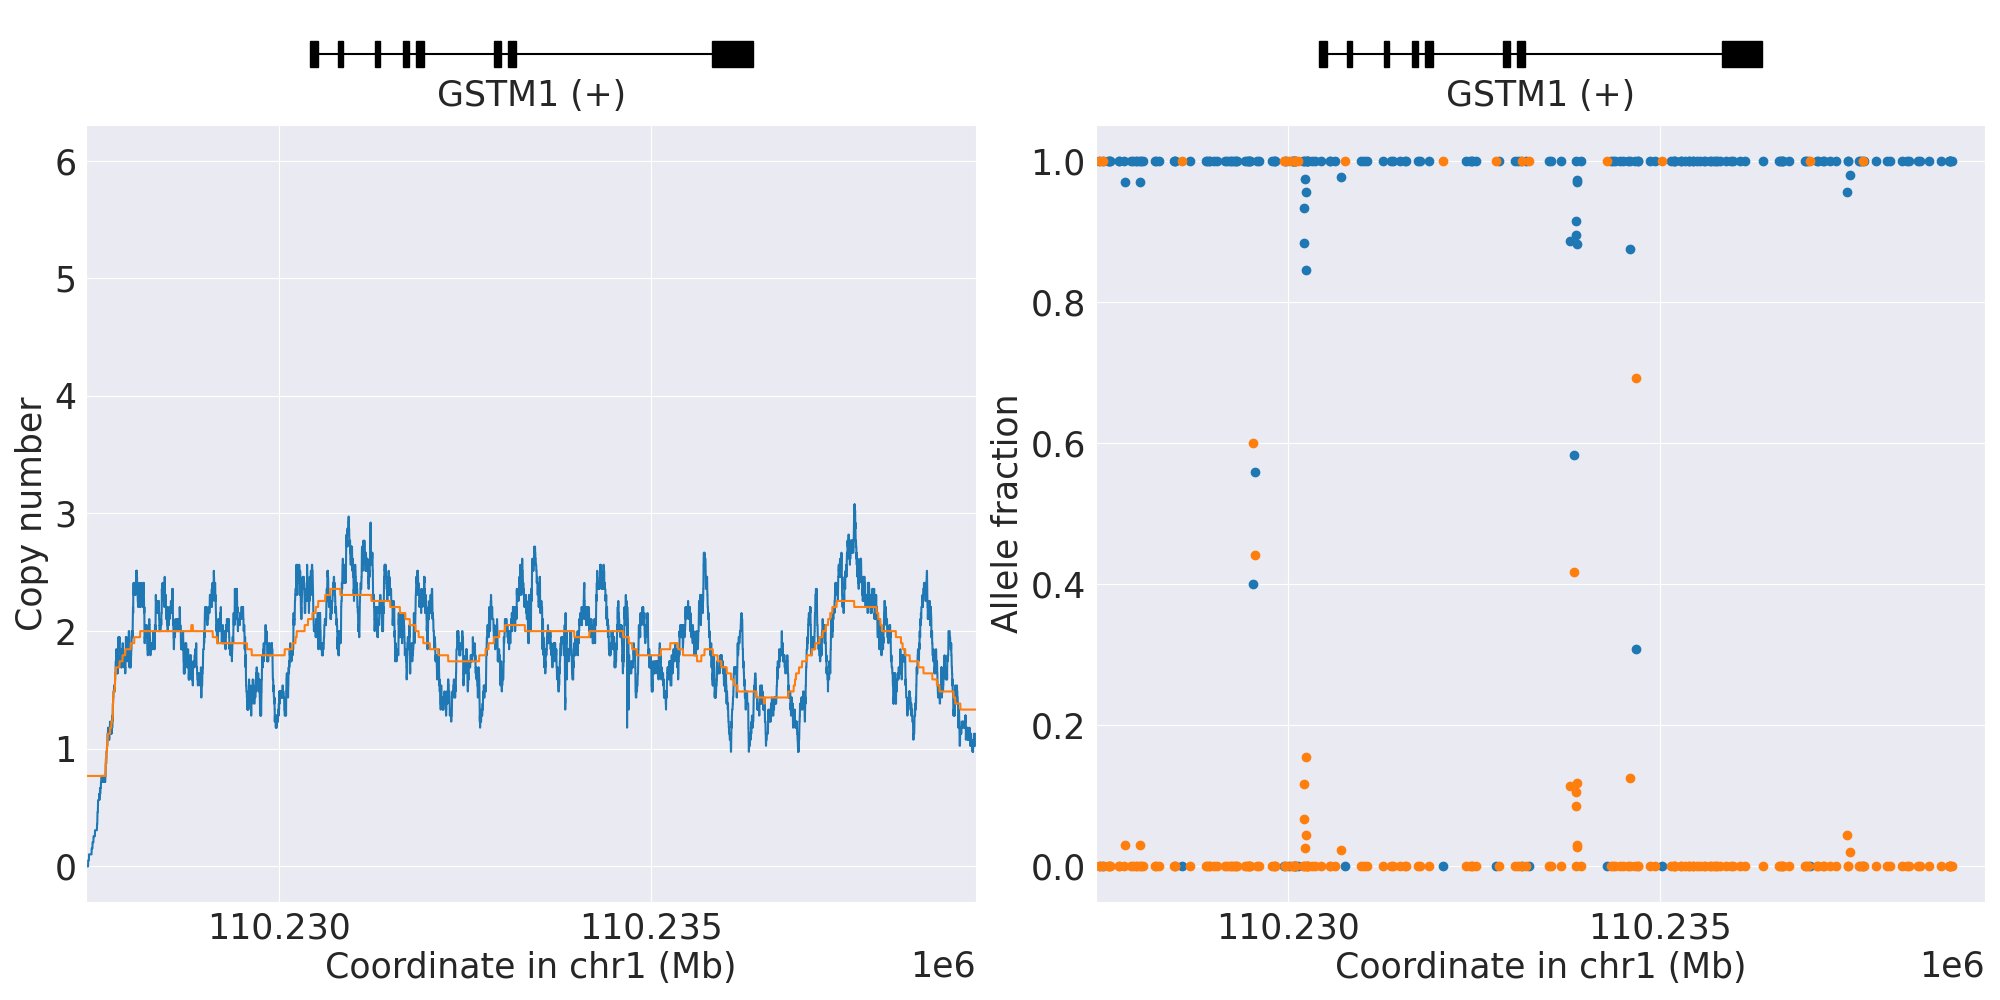 GSTM1 (+)
6
5
4
3
2
1
0
Copy number
110.230
110.235
Coordinate in chr1 (Mb)
1e6
GSTM1 (+)
1.0
0.8
0.6
0.4
0.2
0.0
Allele fraction
110.230
110.235
Coordinate in chr1 (Mb)
1e6